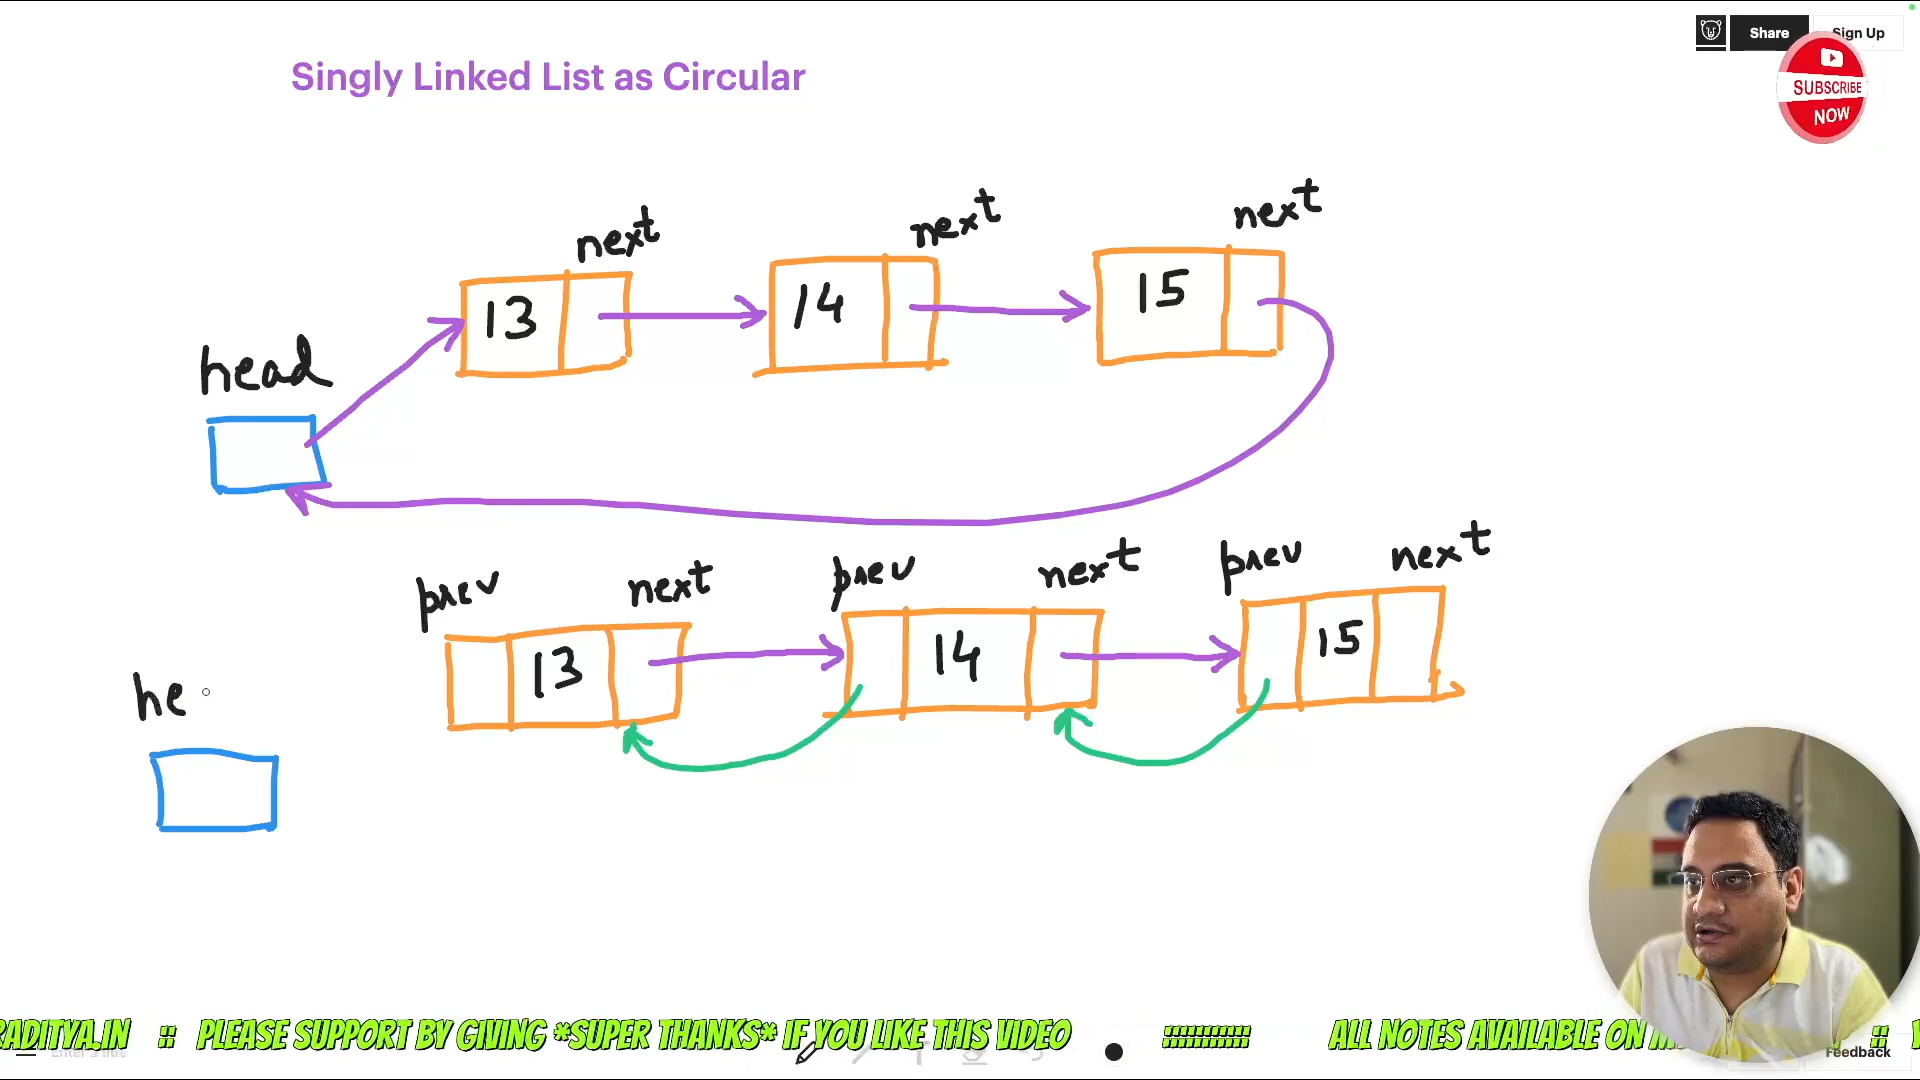 Share
Sign Up
Singly Linked List as Circular
SUBSCRIBE
NOW
next
next
next
13
14
15
head
prev
next
prev
next
prev
next
13
14
15
he
RADITYA.IN :: PLEASE SUPPORT BY GIVING *SUPER THANKS* IF YOU LIKE THIS VIDEO :::::::::: ALL NOTES AVAILABLE ON ::
Feedback